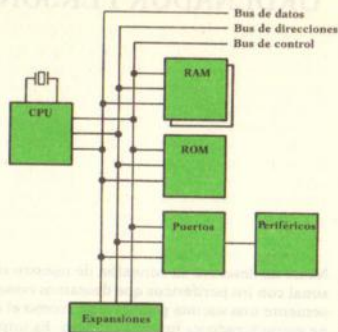 Bus de datos
Bus de direcciones
Bus de control
RAM
CPU
ROM
Puertos
Periféricos
Expansiones